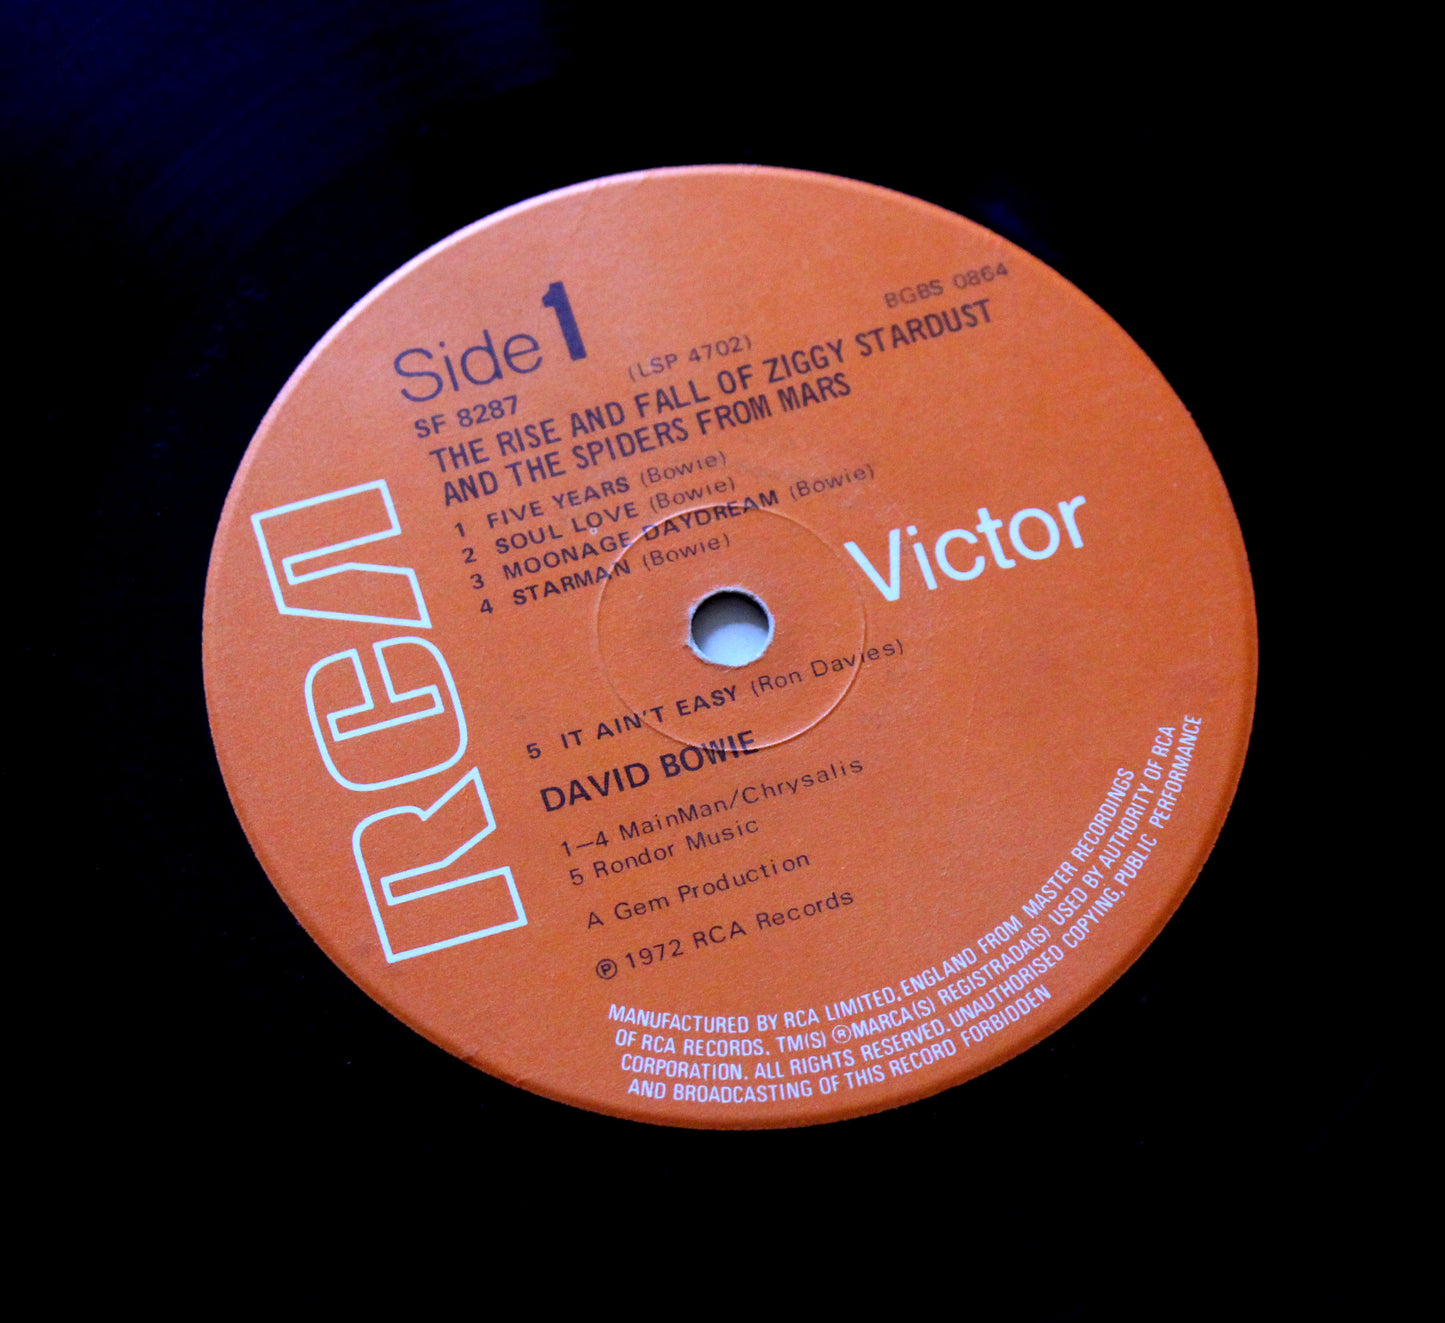 Side 1
SF 8287 (LSP 4702) BGBS 0864
THE RISE AND FALL OF ZIGGY STARDUST
AND THE SPIDERS FROM MARS
1 FIVE YEARS (Bowie)
2 SOUL LOVE (Bowie)
3 MOONAGE DAYDREAM (Bowie)
4 STARMAN (Bowie)
RCA Victor
5 IT AIN'T EASY (Ron Davies)
DAVID BOWIE
1—4 MainMan/Chrysalis
5 Rondor Music
A Gem Production
℗ 1972 RCA Records
MANUFACTURED BY RCA LIMITED, ENGLAND FROM MASTER RECORDINGS
OF RCA RECORDS. TM(S) ® MARCA(S) REGISTRADA(S) USED BY AUTHORITY OF RCA
CORPORATION. ALL RIGHTS RESERVED. UNAUTHORISED COPYING, PUBLIC PERFORMANCE
AND BROADCASTING OF THIS RECORD FORBIDDEN